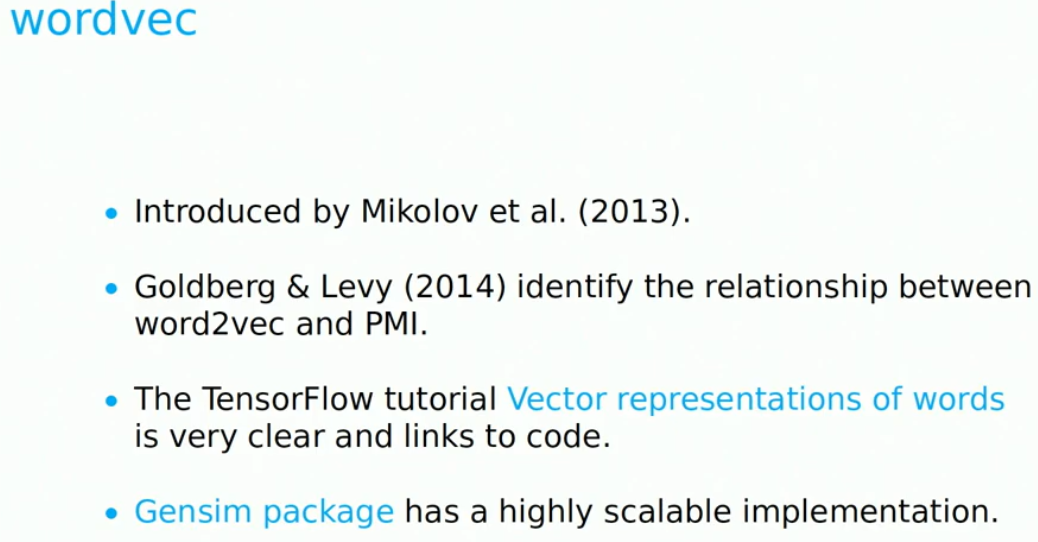 wordvec
• Introduced by Mikolov et al. (2013).
• Goldberg & Levy (2014) identify the relationship between
word2vec and PMI.
• The TensorFlow tutorial Vector representations of words
is very clear and links to code.
• Gensim package has a highly scalable implementation.